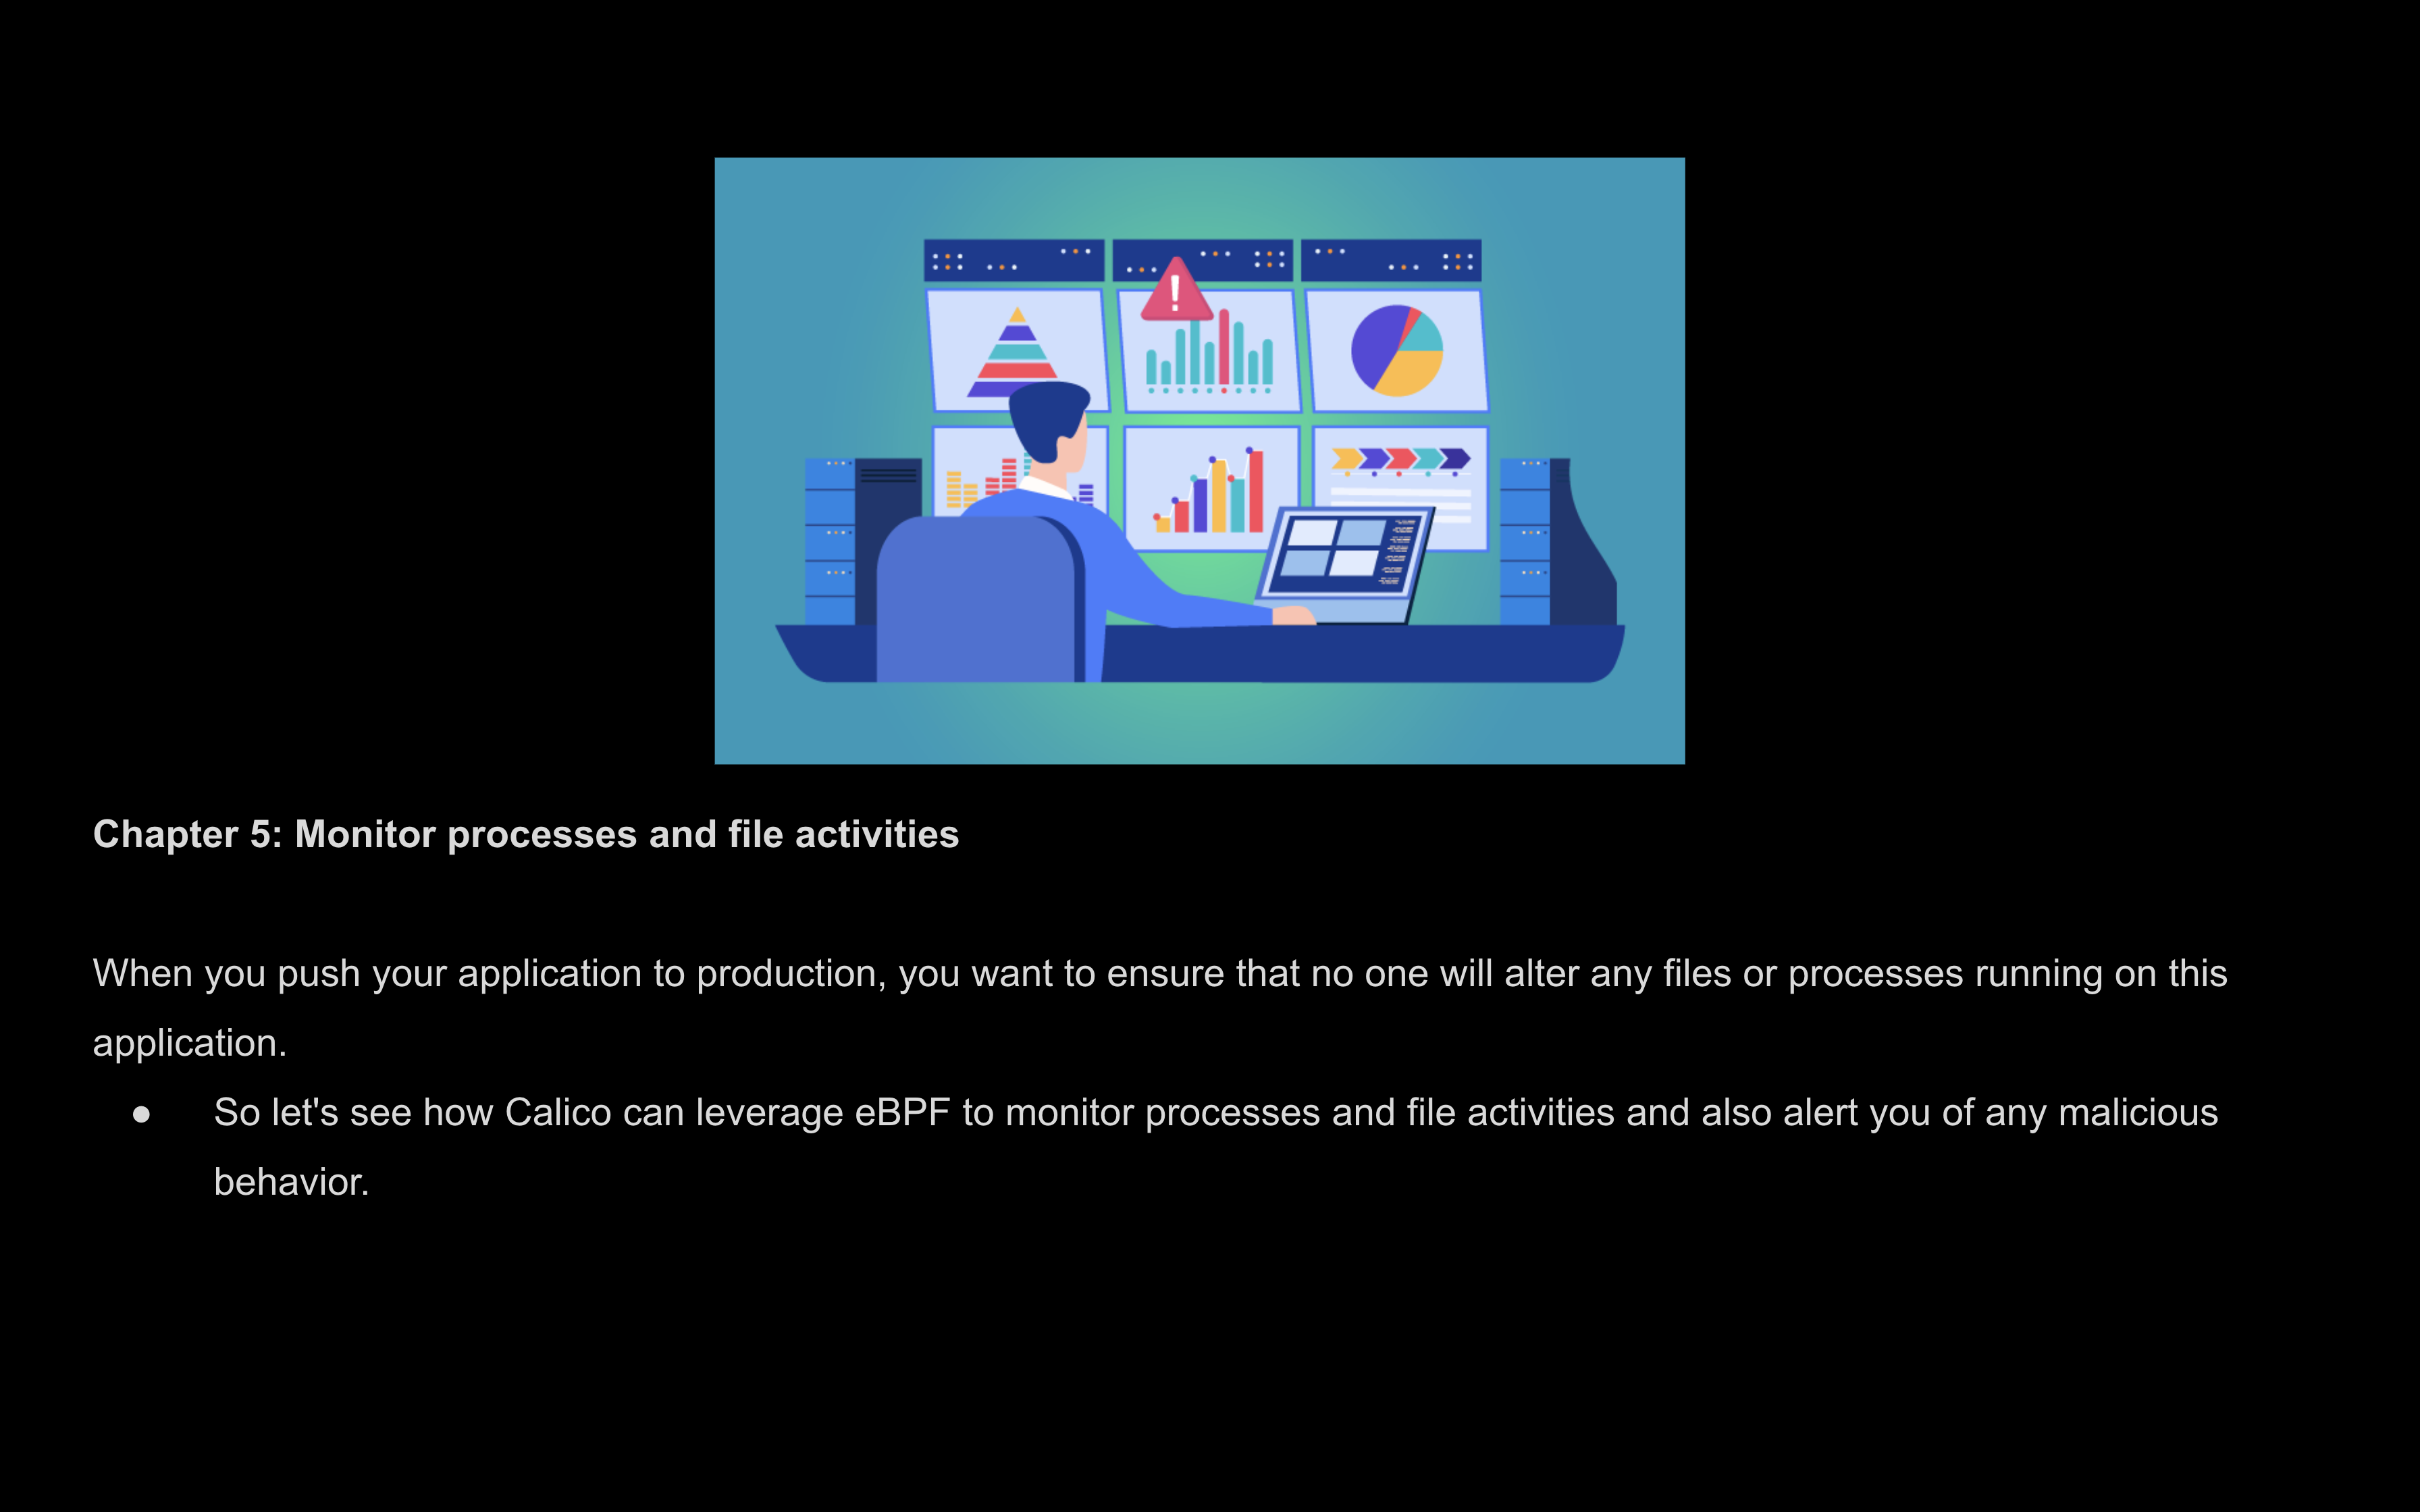 Chapter 5: Monitor processes and file activities
When you push your application to production, you want to ensure that no one will alter any files or processes running on this
application.
● So let's see how Calico can leverage eBPF to monitor processes and file activities and also alert you of any malicious
behavior.